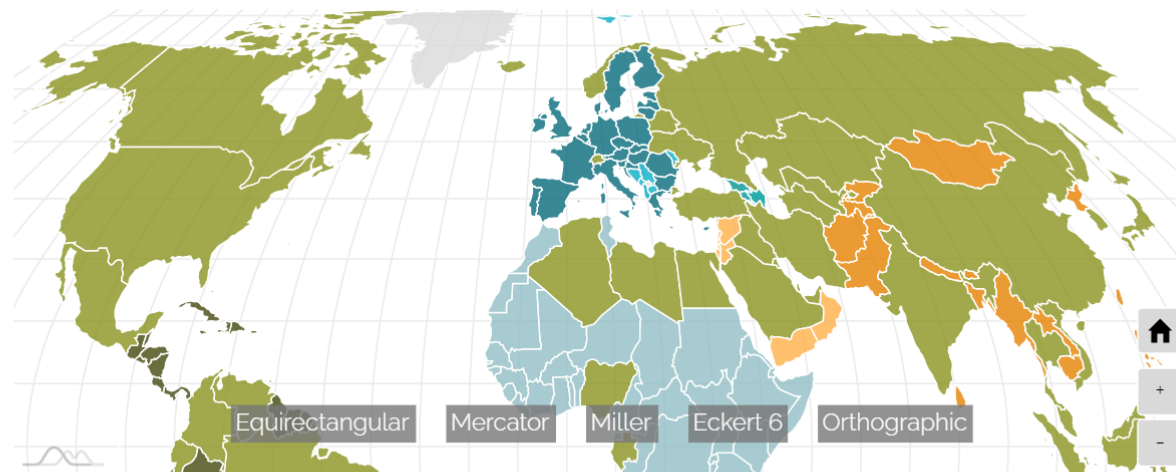 Equirectangular
Mercator
Miller
Eckert 6
Orthographic
+
-